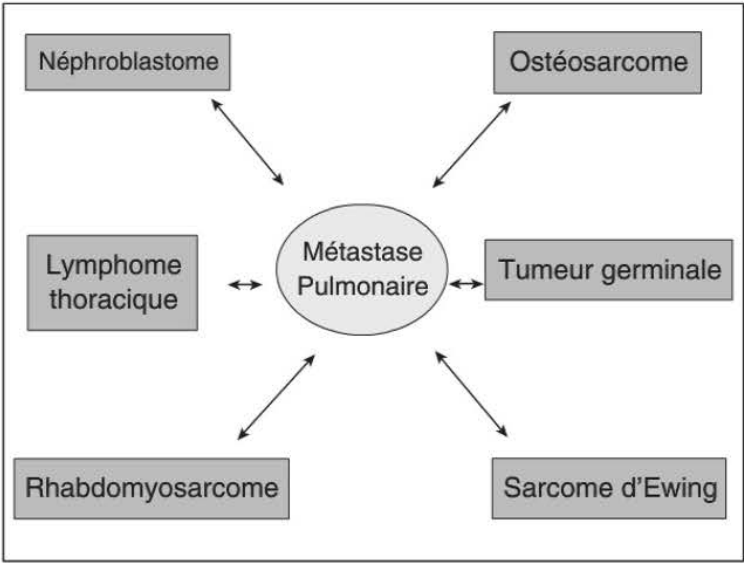 Néphroblastome
Ostéosarcome
Lymphome
thoracique
Métastase
Pulmonaire
Tumeur germinale
Rhabdomyosarcome
Sarcome d'Ewing